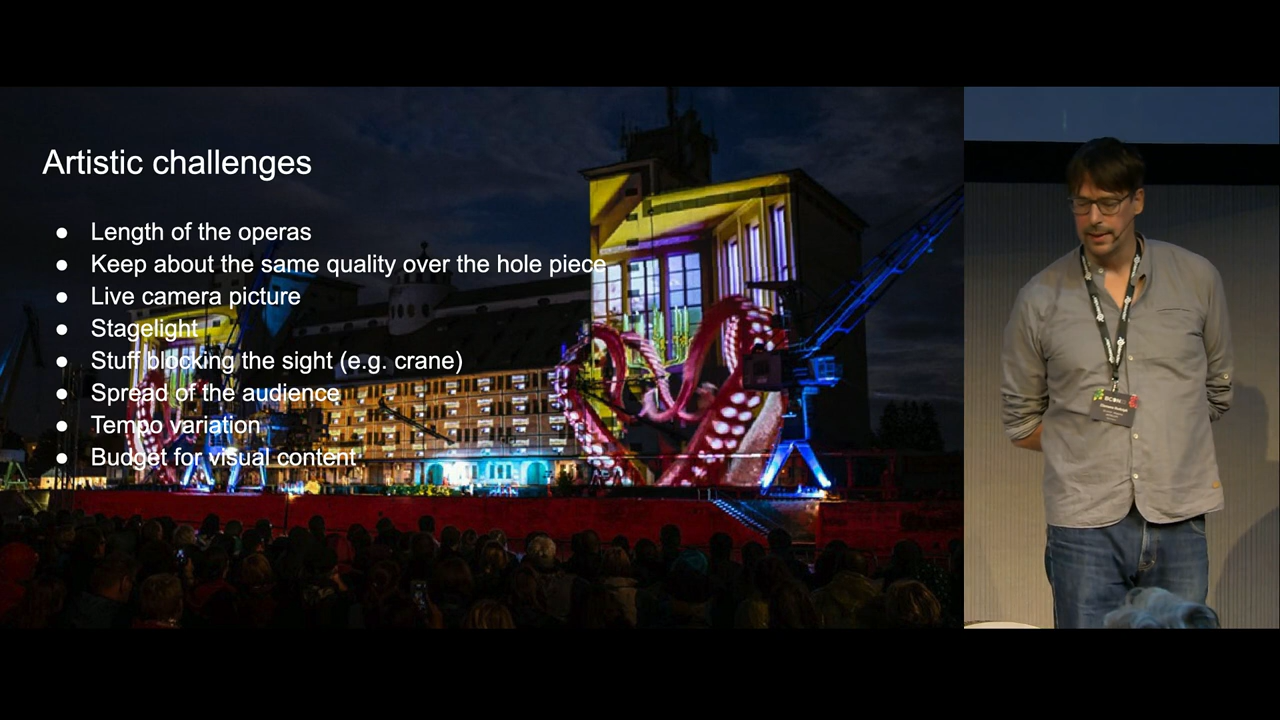 Artistic challenges
● Length of the operas
● Keep about the same quality over the hole piece
● Live camera picture
● Stagelight
● Stuff blocking the sight (e.g. crane)
● Spread of the audience
● Tempo variation
● Budget for visual content